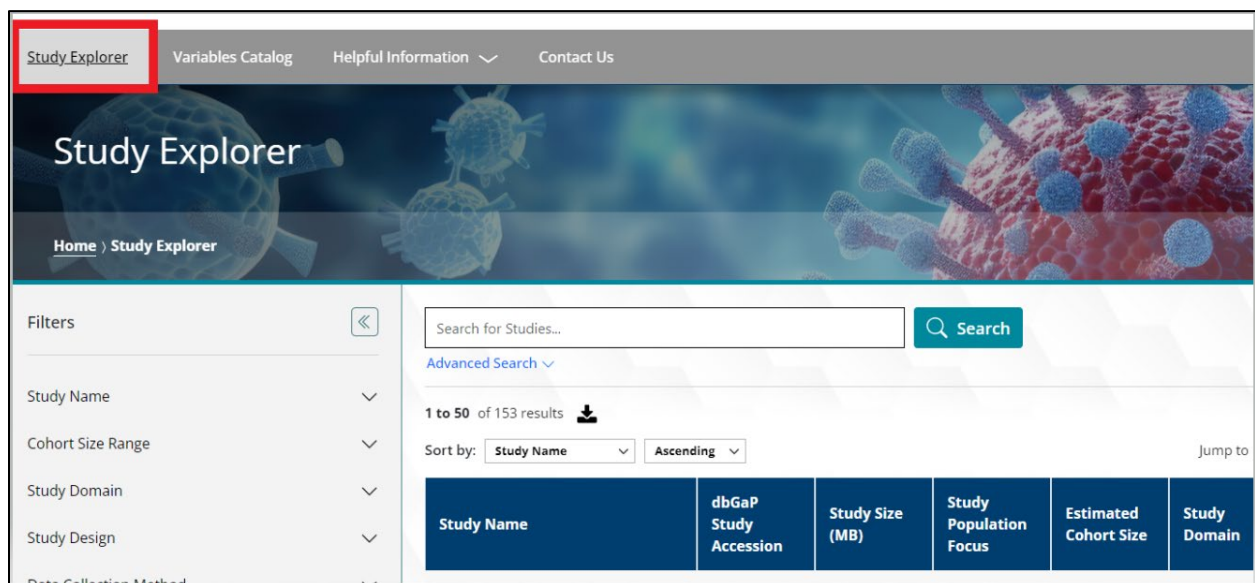 Study Explorer Variables Catalog Helpful Information Contact Us
Study Explorer
Home 〉 Study Explorer
Filters
Study Name
Cohort Size Range
Study Domain
Study Design
Data Collection Method
Search for Studies...
Search
Advanced Search
1 to 50 of 153 results
Sort by: Study Name Ascending
Jump to
Study Name
dbGaP
Study
Accession
Study Size
(MB)
Study
Population
Focus
Estimated
Cohort Size
Study
Domain